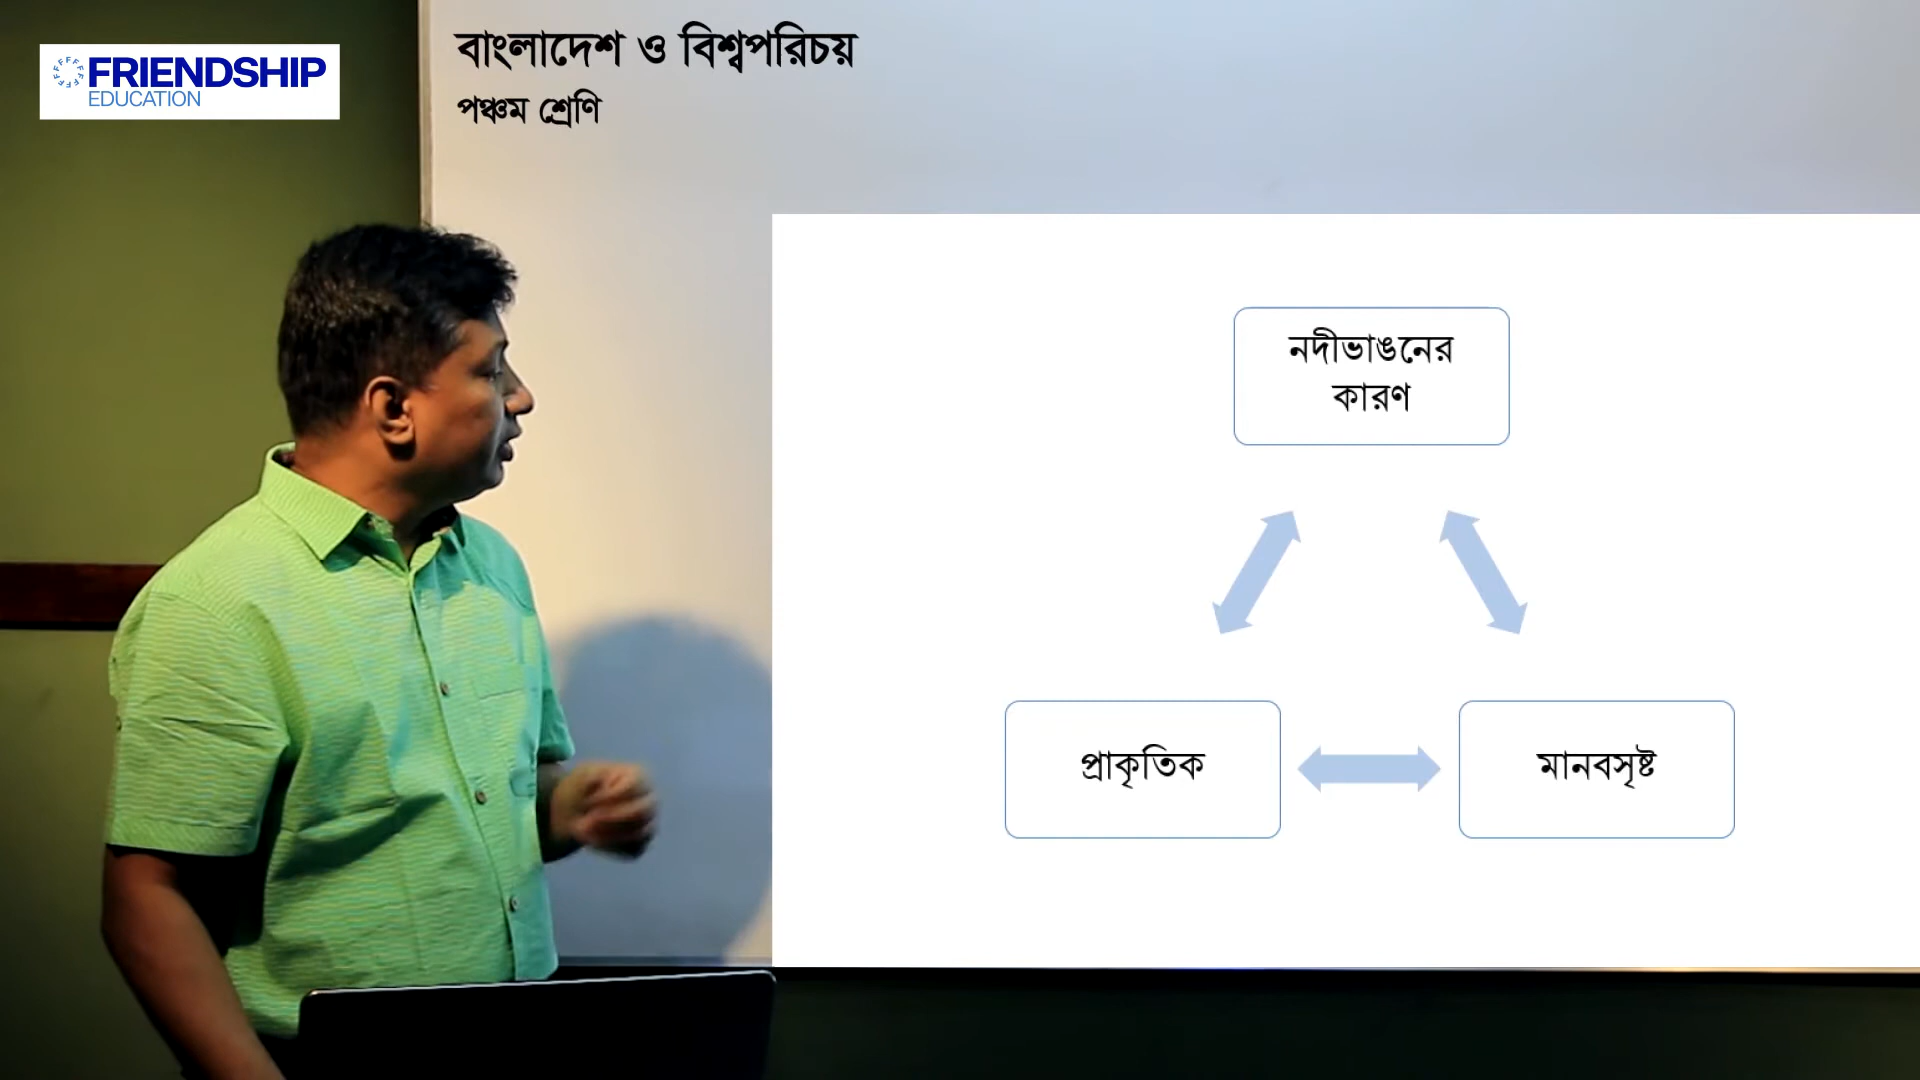 FRIENDSHIP
EDUCATION
বাংলাদেশ ও বিশ্বপরিচয়
পঞ্চম শ্রেণি
নদীভাঙনের
কারণ
প্রাকৃতিক
মানবসৃষ্ট